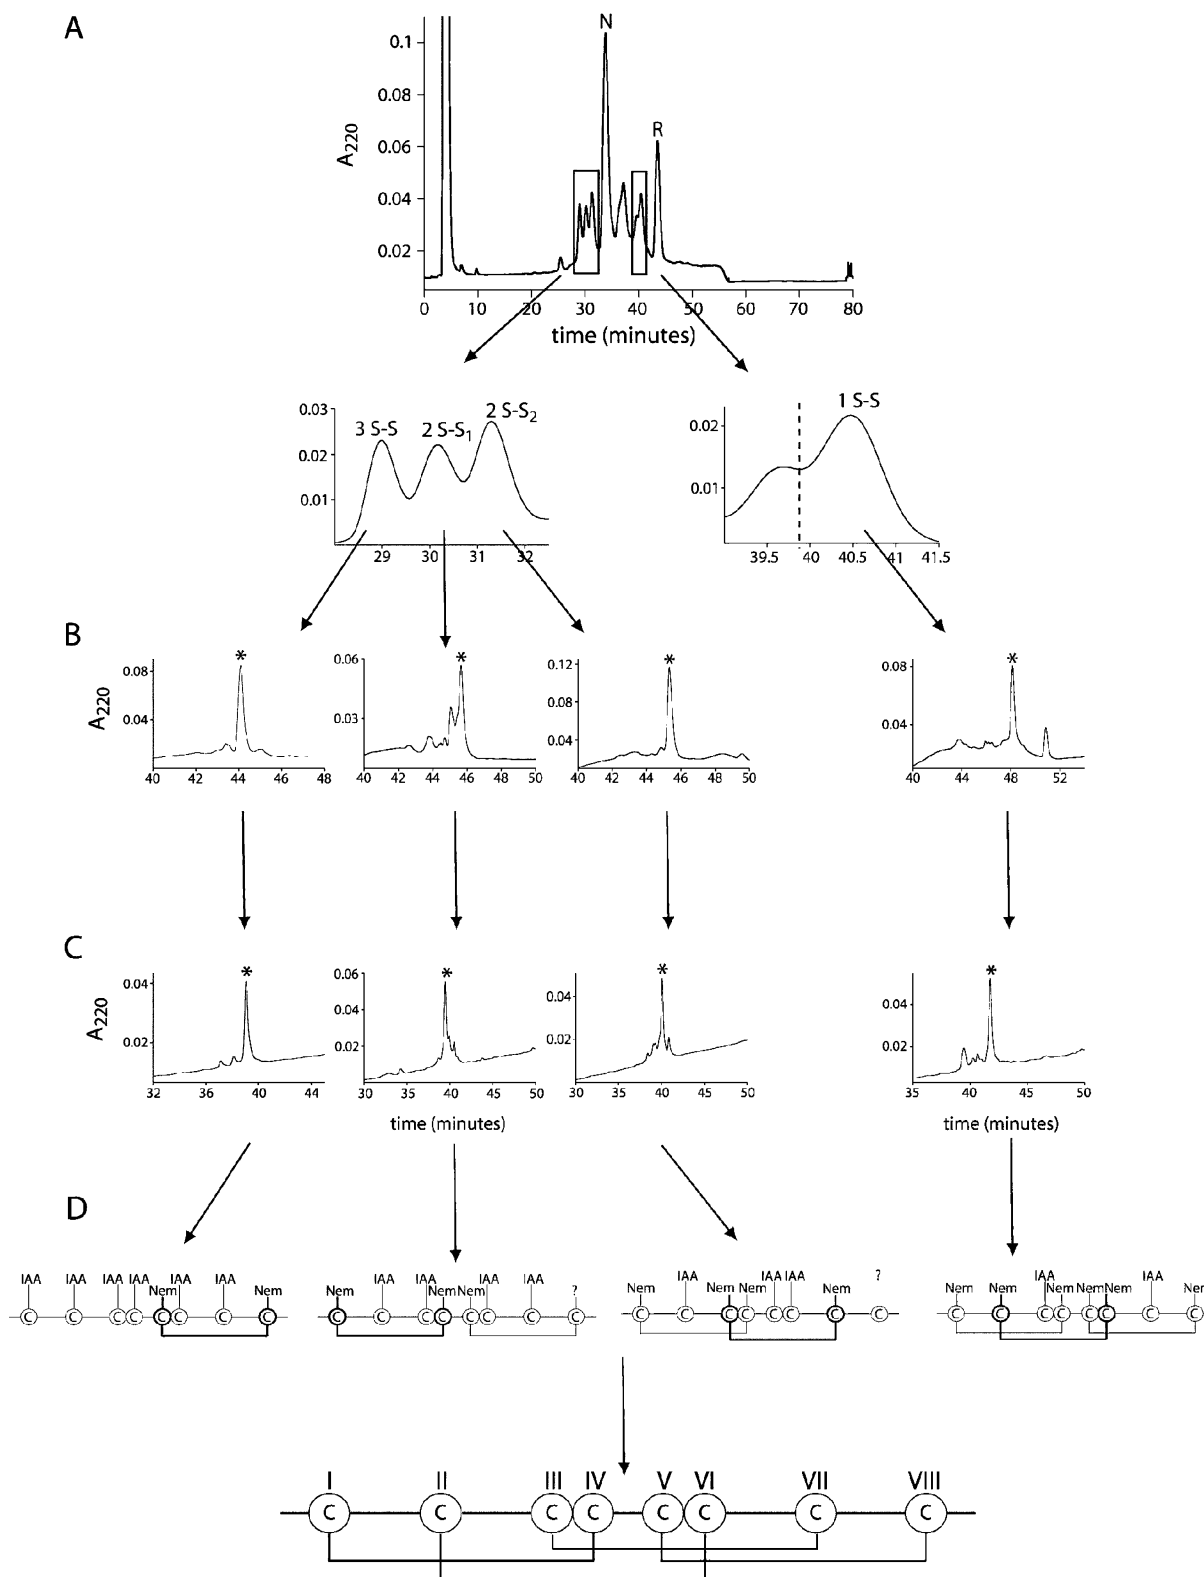 A
N
R
A220
0.1
0.08
0.06
0.04
0.02
0 10 20 30 40 50 60 70 80
time (minutes)
0.03
0.02
0.01
3 S-S
2 S-S1
2 S-S2
29 30 31 32
0.02
0.01
1 S-S
39.5 40 40.5 41 41.5
B
A220
0.08
0.04
*
40 42 44 46 48
0.06
0.03
*
40 42 44 46 48 50
0.12
0.08
0.04
*
40 42 44 46 48 50
0.08
0.04
*
40 44 48 52
C
A220
0.04
0.02
*
32 36 40 44
0.06
0.04
0.02
*
30 35 40 45 50
time (minutes)
0.04
0.02
*
30 35 40 45 50
0.04
0.02
*
35 40 45 50
time (minutes)
D
IAA IAA IAA IAA Nem IAA IAA Nem
C C C C C C C C
Nem IAA IAA Nem Nem IAA IAA ?
C C C C C C C C
Nem IAA Nem Nem IAA IAA Nem ?
C C C C C C C C
Nem Nem IAA Nem Nem Nem IAA Nem
C C C C C C C C
I II III IV V VI VII VIII
C C C C C C C C